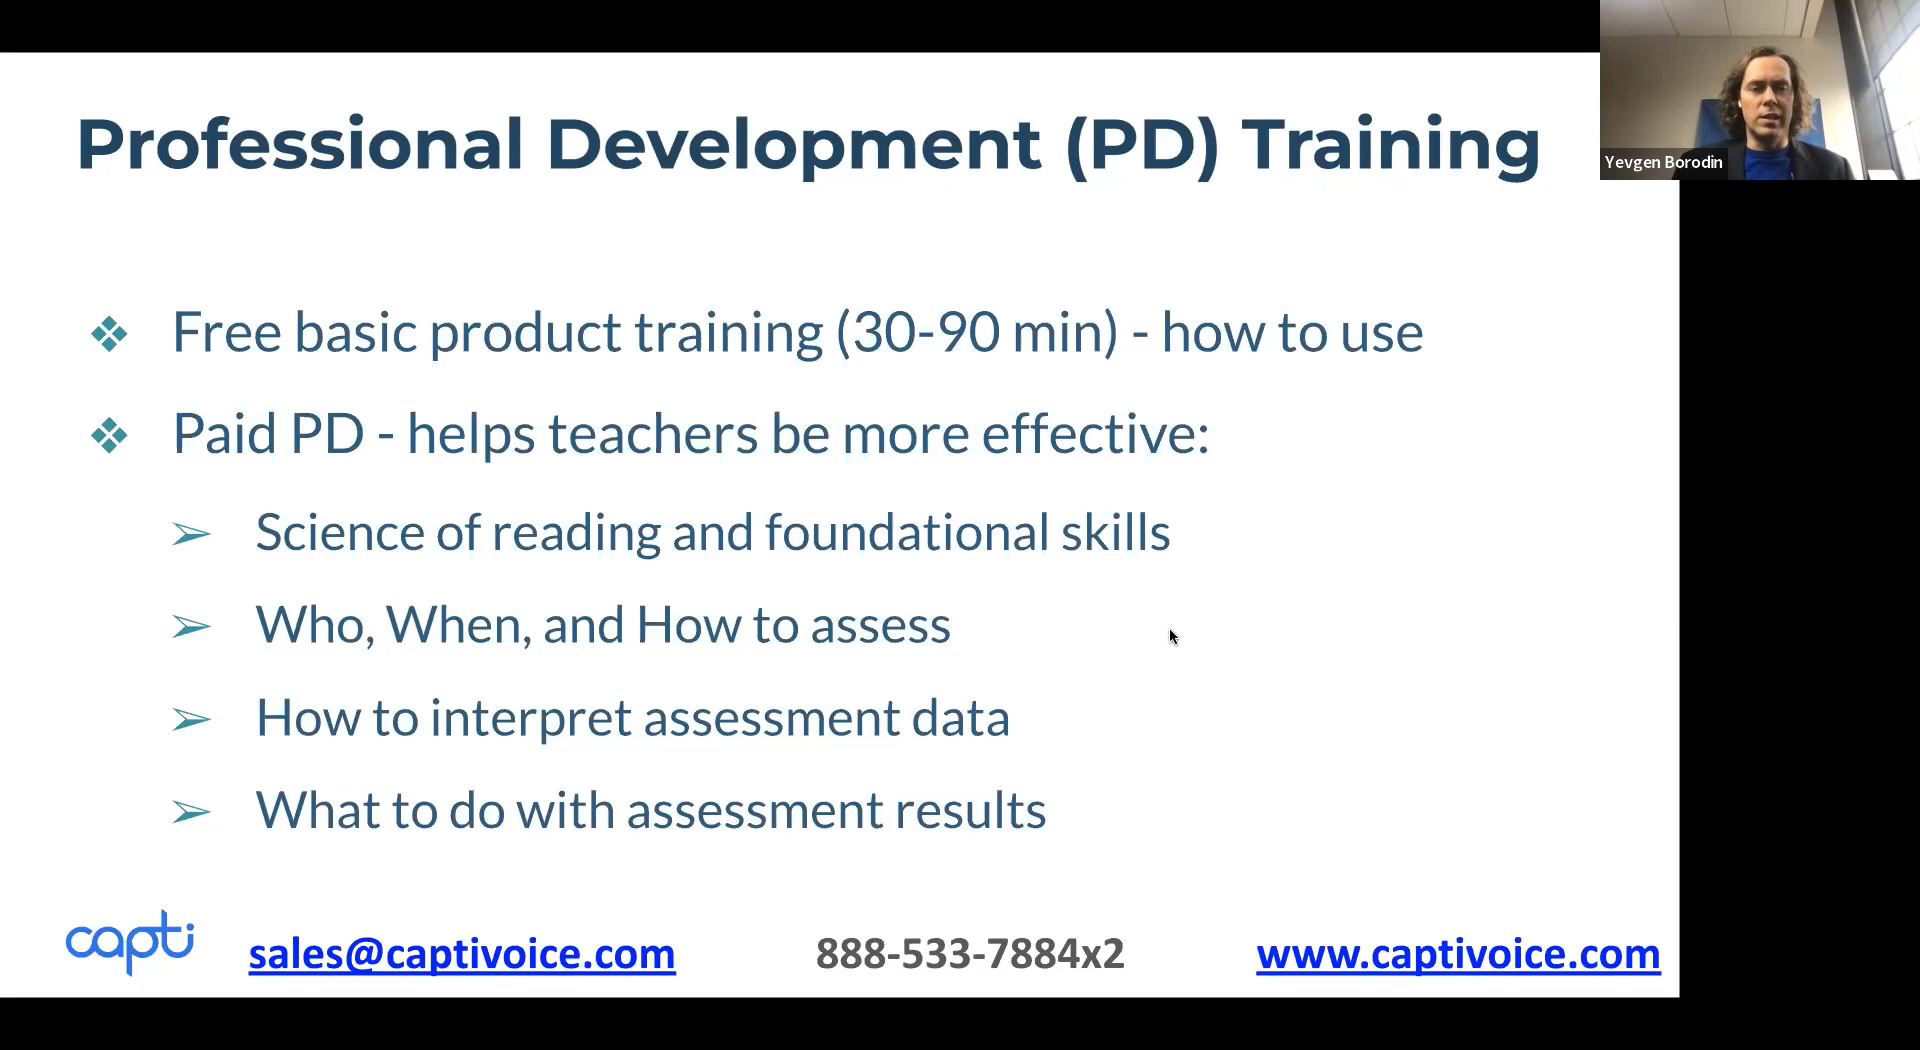 Professional Development (PD) Training
Yevgen Borodin
❖ Free basic product training (30-90 min) - how to use
❖ Paid PD - helps teachers be more effective:
➢ Science of reading and foundational skills
➢ Who, When, and How to assess
➢ How to interpret assessment data
➢ What to do with assessment results
capti
sales@captivoice.com
888-533-7884x2
www.captivoice.com